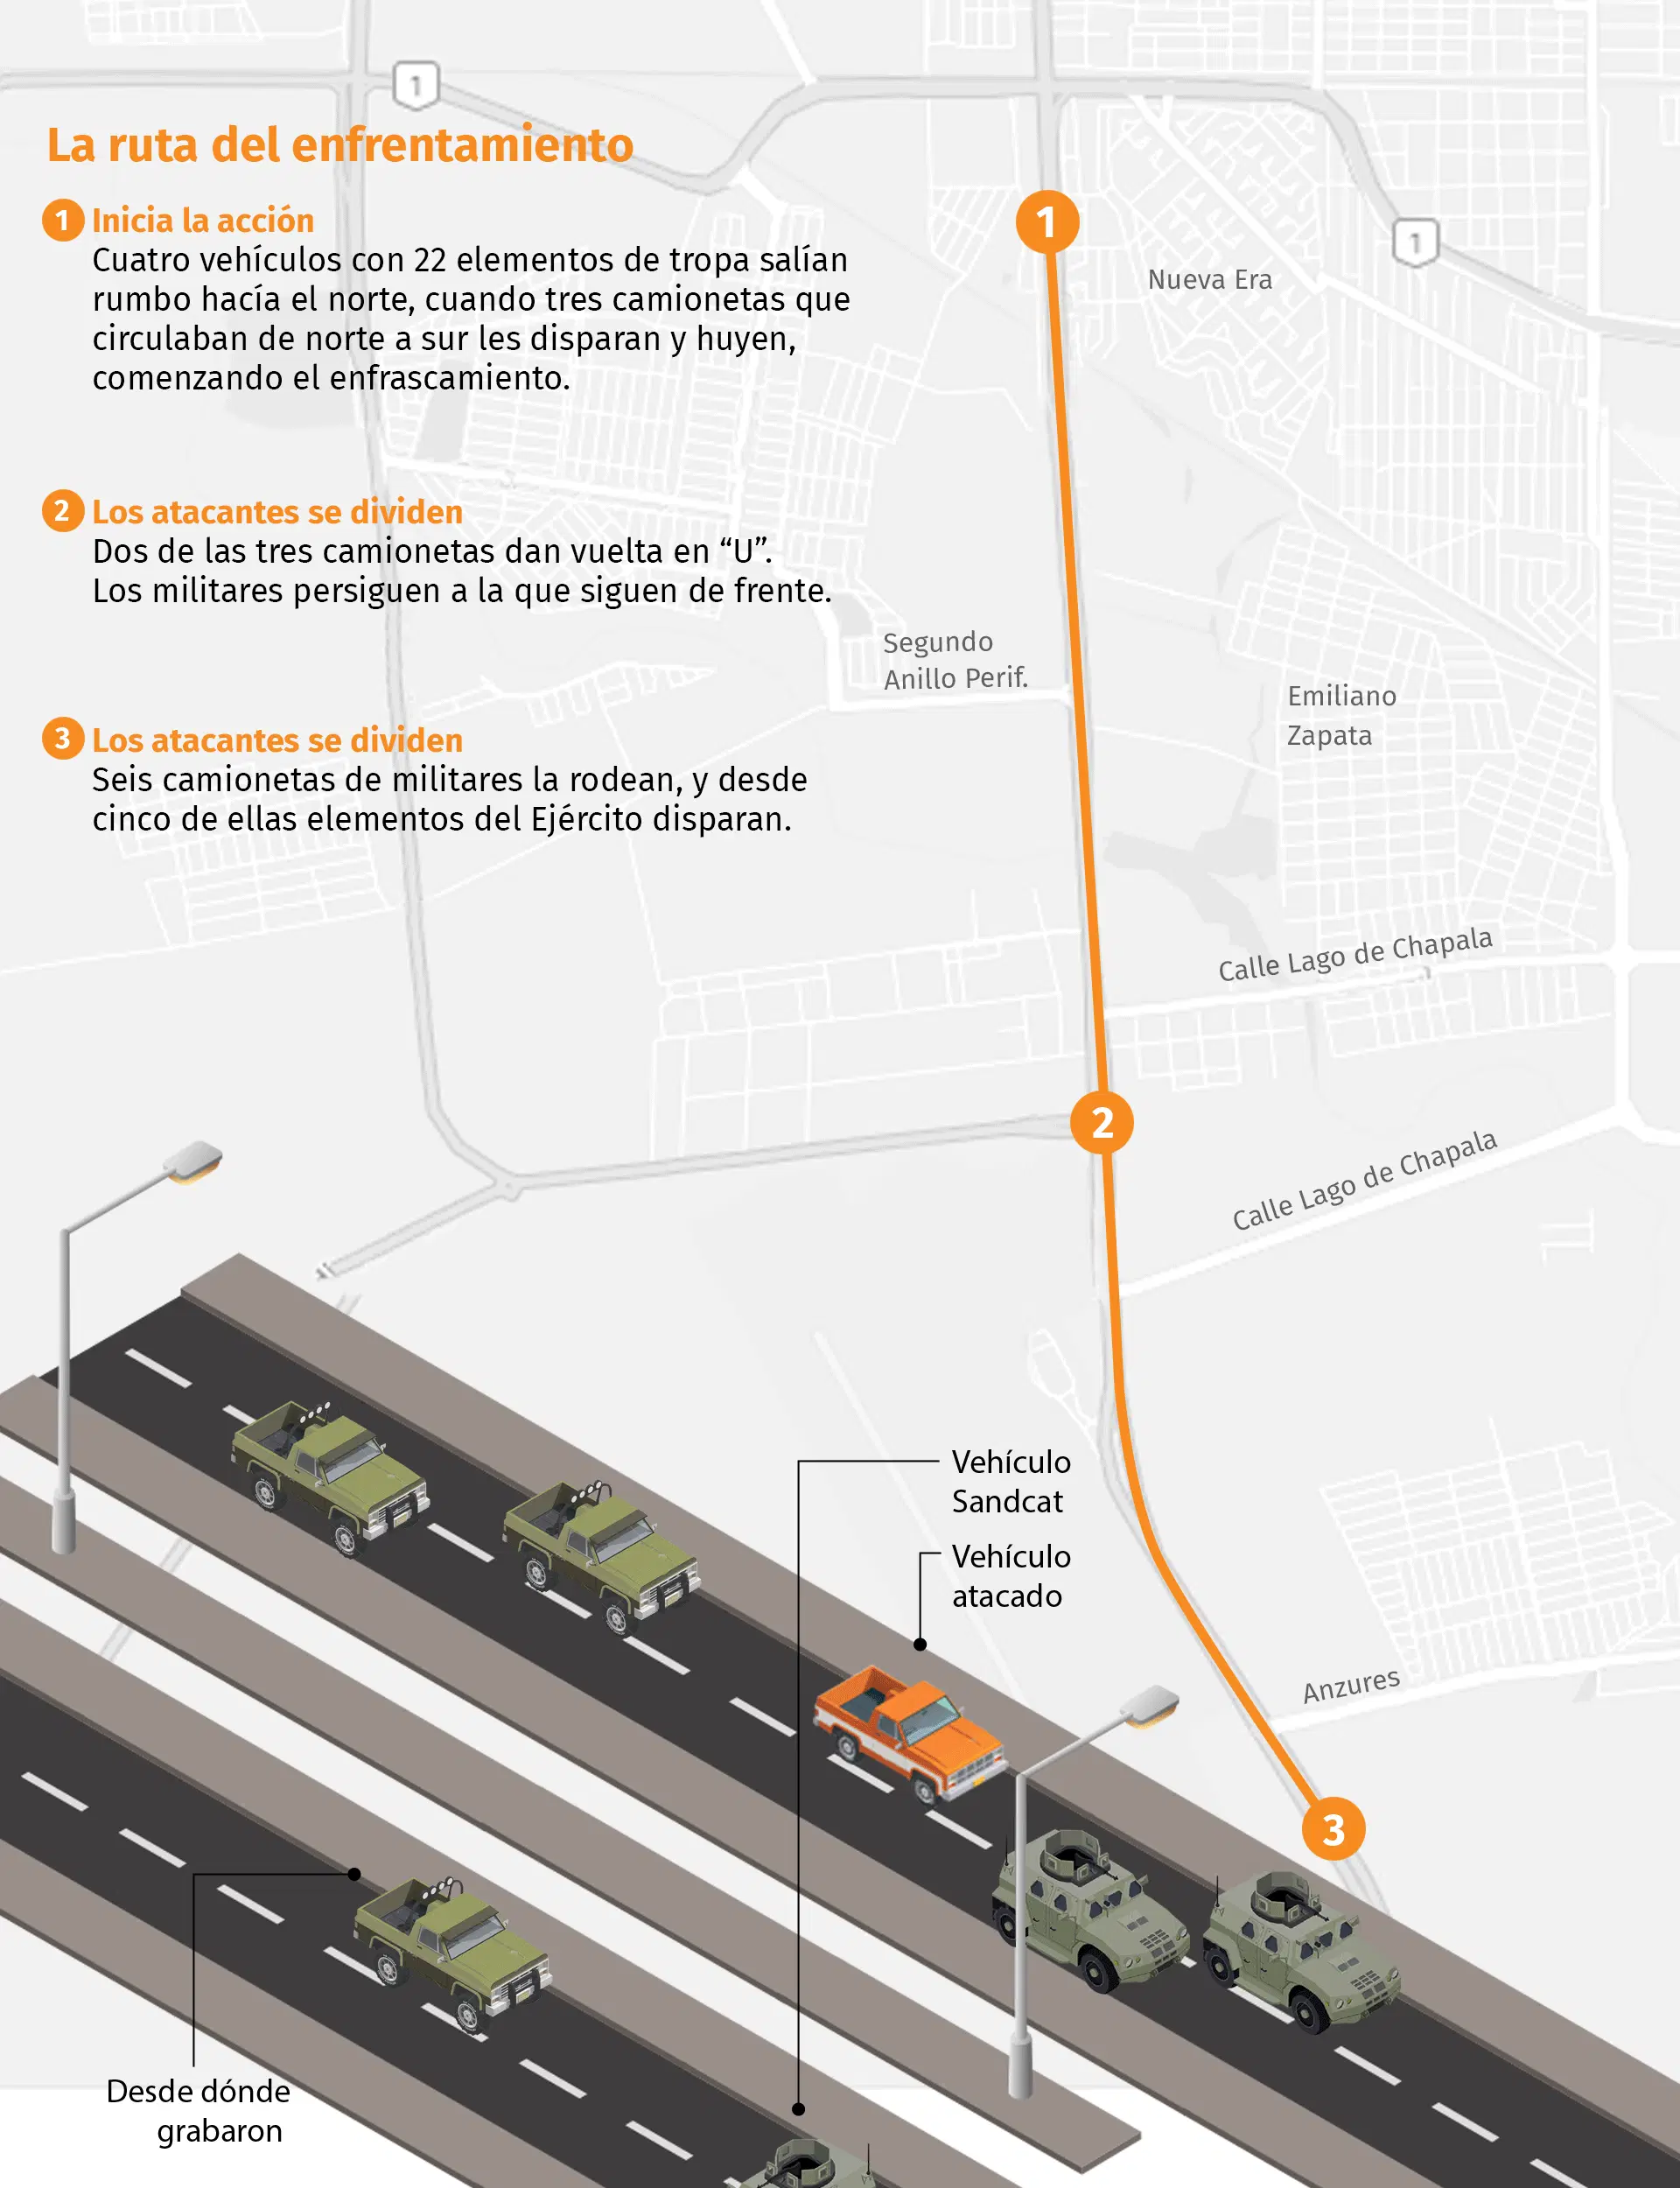 1
La ruta del enfrentamiento
1 Inicia la acción
Cuatro vehículos con 22 elementos de tropa salían
rumbo hacía el norte, cuando tres camionetas que
circulaban de norte a sur les disparan y huyen,
comenzando el enfrascamiento.
2 Los atacantes se dividen
Dos de las tres camionetas dan vuelta en “U”.
Los militares persiguen a la que siguen de frente.
3 Los atacantes se dividen
Seis camionetas de militares la rodean, y desde
cinco de ellas elementos del Ejército disparan.
1
1
Nueva Era
Segundo
Anillo Perif.
Emiliano
Zapata
Calle Lago de Chapala
2
Calle Lago de Chapala
Vehículo
Sandcat
Vehículo
atacado
Anzures
3
Desde dónde
grabaron